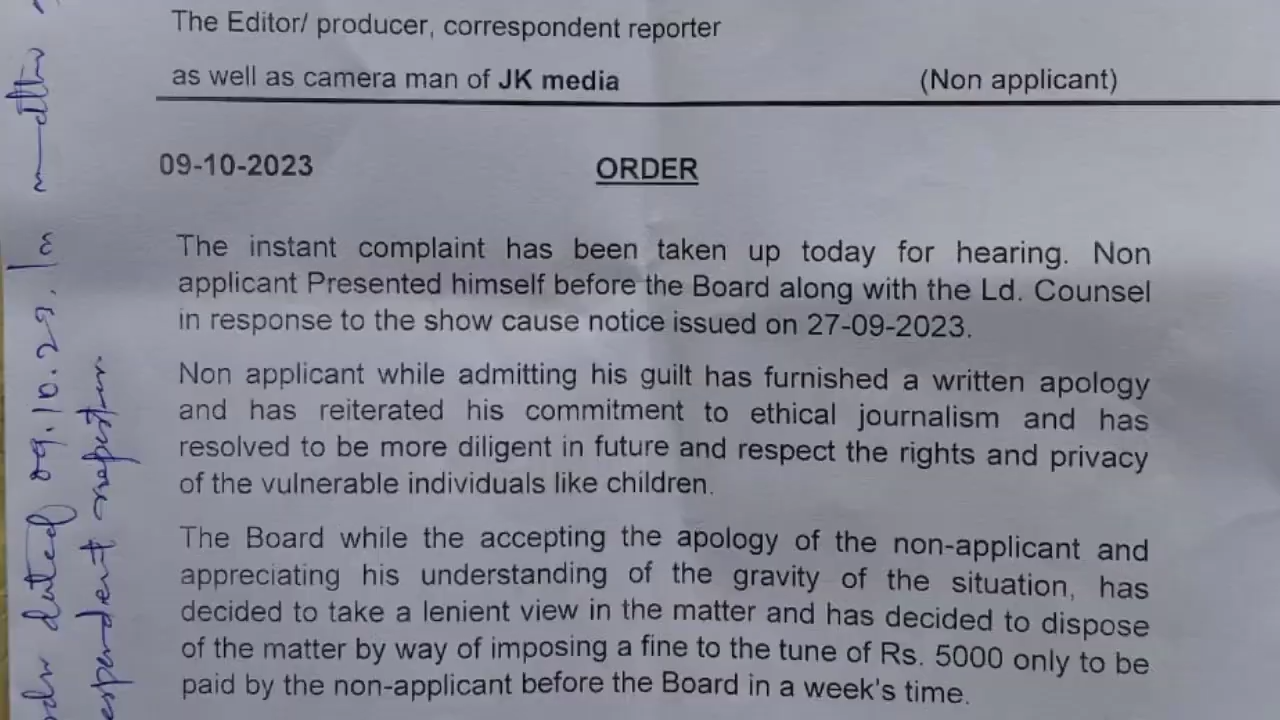 The Editor/ producer, correspondent reporter
as well as camera man of JK media (Non applicant)
09-10-2023 ORDER
The instant complaint has been taken up today for hearing. Non
applicant Presented himself before the Board along with the Ld. Counsel
in response to the show cause notice issued on 27-09-2023.
Non applicant while admitting his guilt has furnished a written apology
and has reiterated his commitment to ethical journalism and has
resolved to be more diligent in future and respect the rights and privacy
of the vulnerable individuals like children.
The Board while the accepting the apology of the non-applicant and
appreciating his understanding of the gravity of the situation, has
decided to take a lenient view in the matter and has decided to dispose
of the matter by way of imposing a fine to the tune of Rs. 5000 only to be
paid by the non-applicant before the Board in a week's time.
dated 09.10.23. In matter
reporter